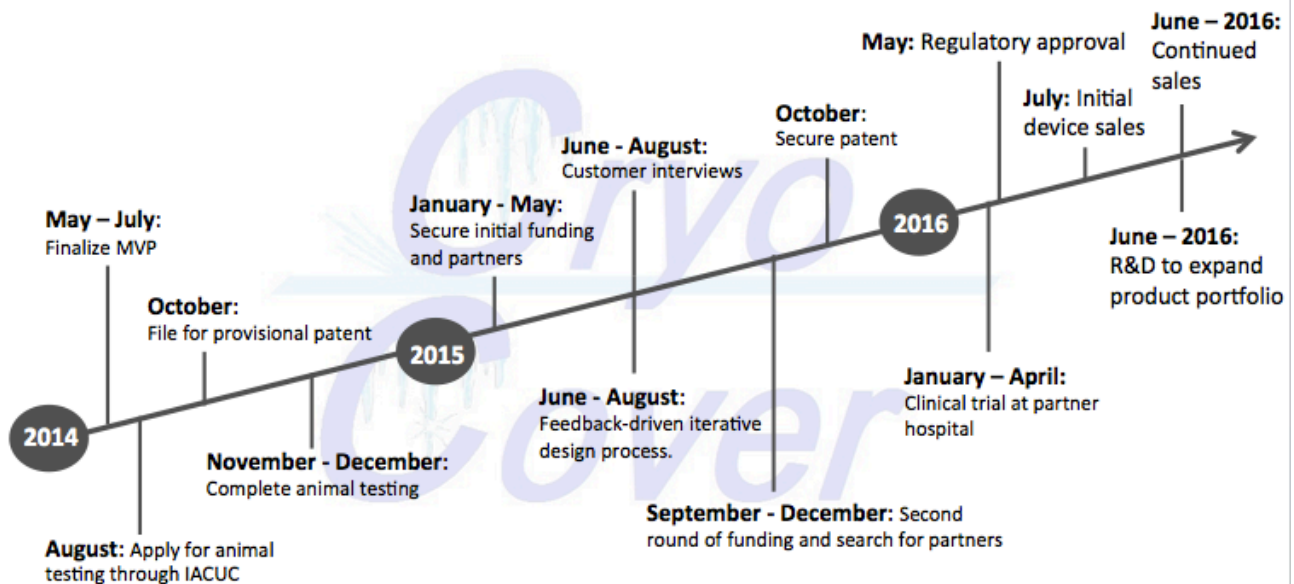 May – July:
Finalize MVP
October:
File for provisional patent
January - May:
Secure initial funding
and partners
June - August:
Customer interviews
October:
Secure patent
May: Regulatory approval
July: Initial
device sales
June – 2016:
Continued
sales
2014
2015
2016
August: Apply for animal
testing through IACUC
November - December:
Complete animal testing
June - August:
Feedback-driven iterative
design process.
September - December: Second
round of funding and search for partners
January – April:
Clinical trial at partner
hospital
June – 2016:
R&D to expand
product portfolio
Cryo
Cover